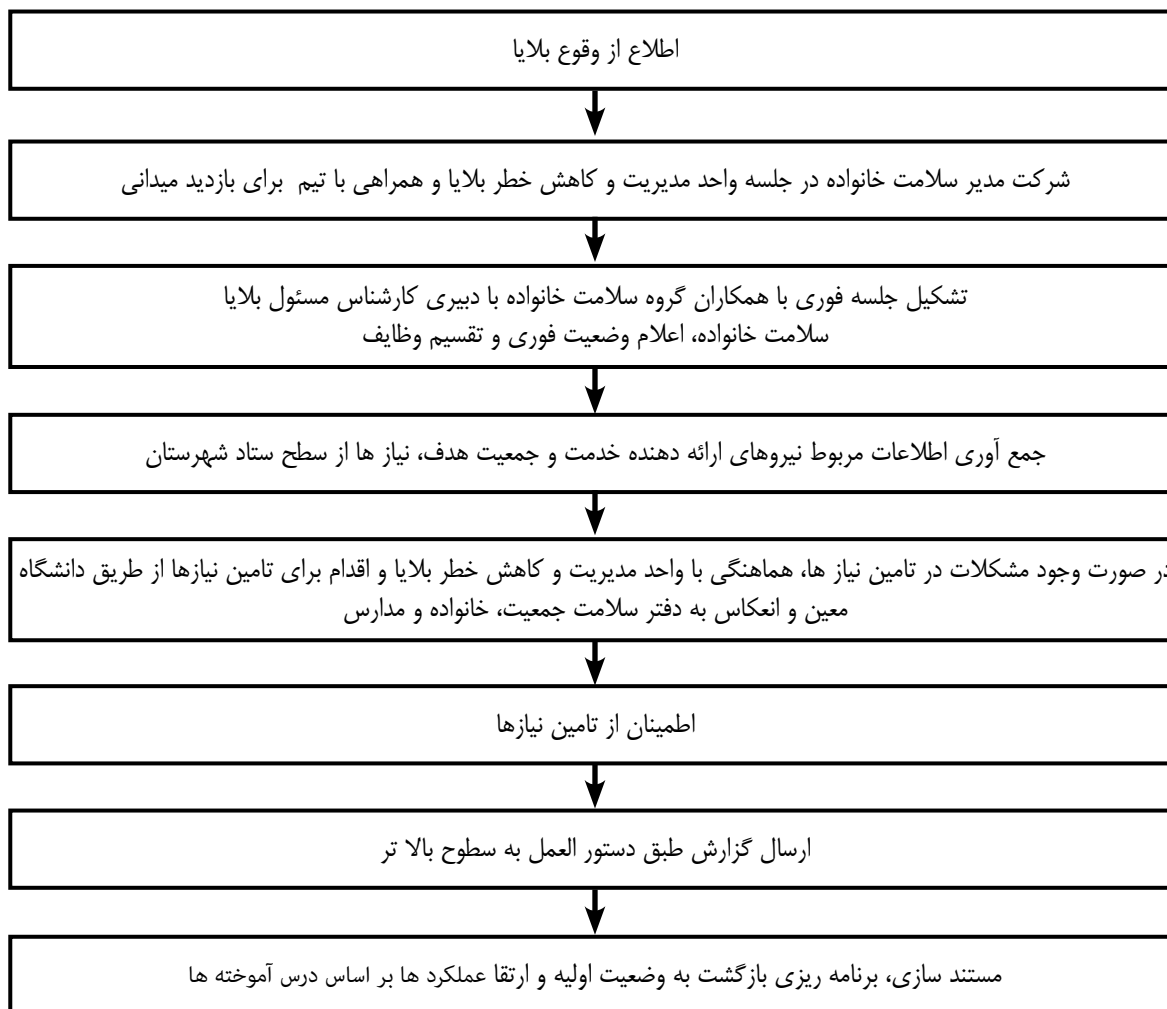 اطلاع از وقوع بلایا
شرکت مدیر سلامت خانواده در جلسه واحد مدیریت و کاهش خطر بلایا و همراهی با تیم برای بازدید میدانی
تشکیل جلسه فوری با همکاران گروه سلامت خانواده با دبیری کارشناس مسئول بلایا
سلامت خانواده، اعلام وضعیت فوری و تقسیم وظایف
جمع آوری اطلاعات مربوط نیروهای ارائه دهنده خدمت و جمعیت هدف، نیاز ها از سطح ستاد شهرستان
در صورت وجود مشکلات در تامین نیاز ها، هماهنگی با واحد مدیریت و کاهش خطر بلایا و اقدام برای تامین نیازها از طریق دانشگاه
معین و انعکاس به دفتر سلامت جمعیت، خانواده و مدارس
اطمینان از تامین نیازها
ارسال گزارش طبق دستور العمل به سطوح بالا تر
مستند سازی، برنامه ریزی بازگشت به وضعیت اولیه و ارتقا عملکرد ها بر اساس درس آموخته ها